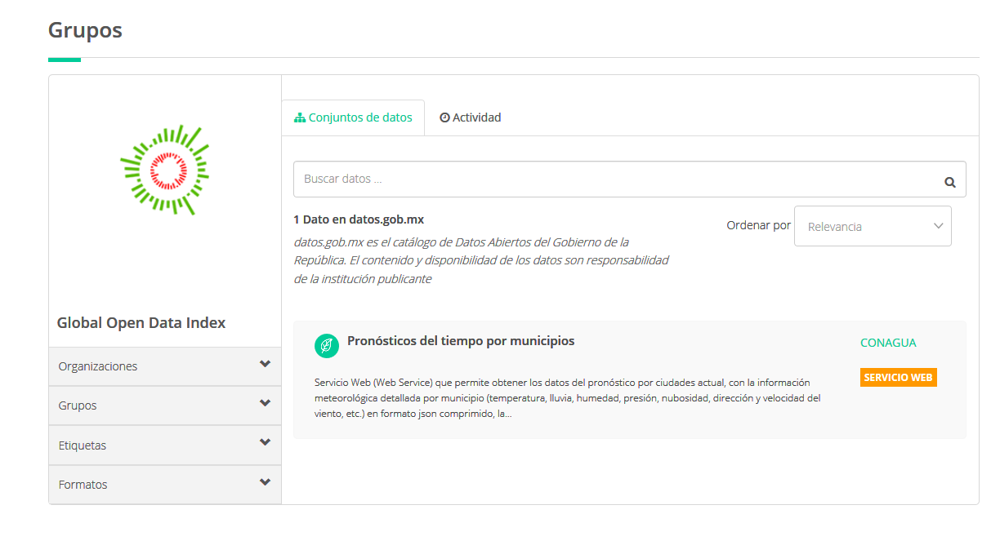 Grupos
Conjuntos de datos
Actividad
Buscar datos ...
1 Dato en datos.gob.mx
Ordenar por
Relevancia
datos.gob.mx es el catálogo de Datos Abiertos del Gobierno de la
República. El contenido y disponibilidad de los datos son responsabilidad
de la institución publicante
Global Open Data Index
Organizaciones
Grupos
Etiquetas
Formatos
Pronósticos del tiempo por municipios
CONAGUA
SERVICIO WEB
Servicio Web (Web Service) que permite obtener los datos del pronóstico por ciudades actual, con la información
meteorológica detallada por municipio (temperatura, lluvia, humedad, presión, nubosidad, dirección y velocidad del
viento, etc.) en formato json comprimido, la...